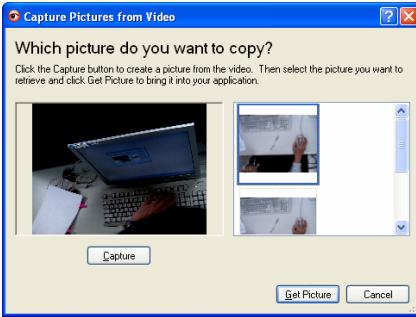 Capture Pictures from Video
Which picture do you want to copy?
Click the Capture button to create a picture from the video. Then select the picture you want to
retrieve and click Get Picture to bring it into your application.
Capture
Get Picture
Cancel